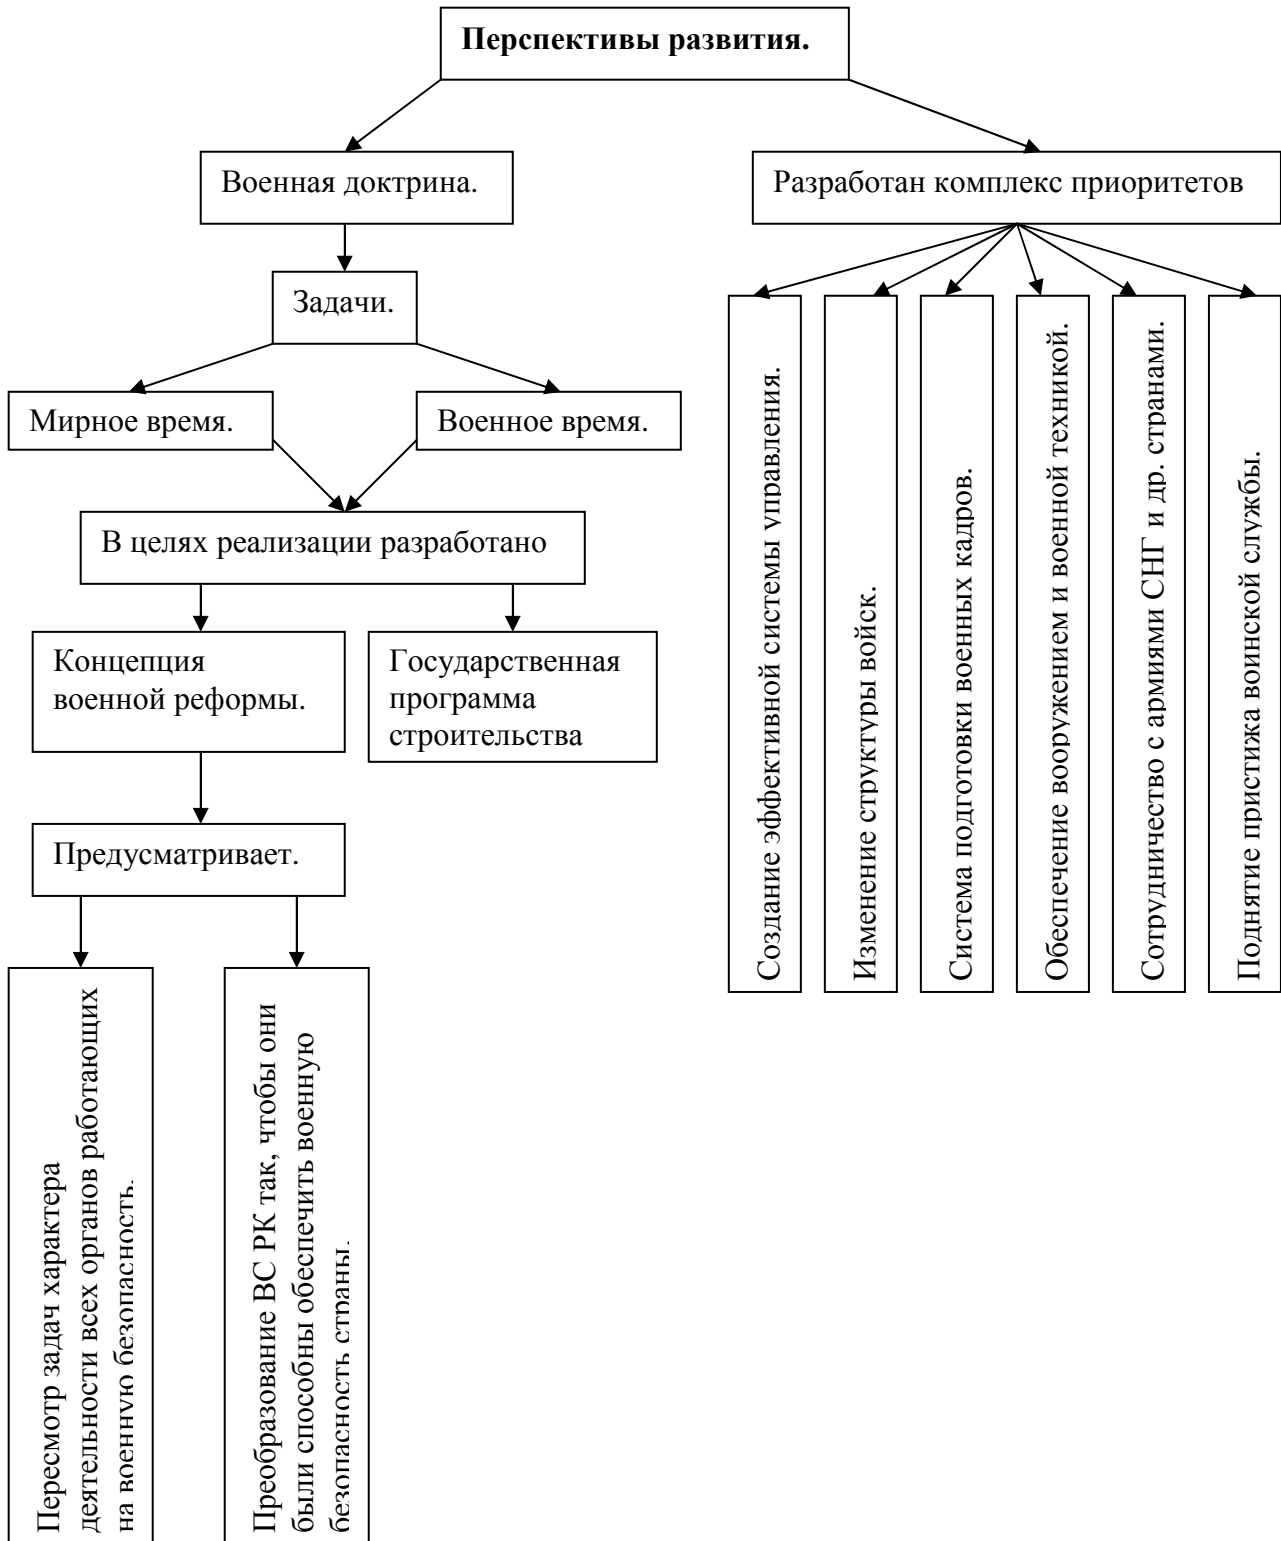 Перспективы развития.
Военная доктрина.
Разработан комплекс приоритетов
Задачи.
Мирное время.
Военное время.
В целях реализации разработано
Концепция
военной реформы.
Государственная
программа
строительства
Предусматривает.
Пересмотр задач характера
деятельности всех органов работающих
на военную безопасность.
Преобразование ВС РК так, чтобы они
были способны обеспечить военную
безопасность страны.
Создание эффективной системы управления.
Изменение структуры войск.
Система подготовки военных кадров.
Обеспечение вооружением и военной техникой.
Сотрудничество с армиями СНГ и др. странами.
Поднятие пристижа воинской службы.